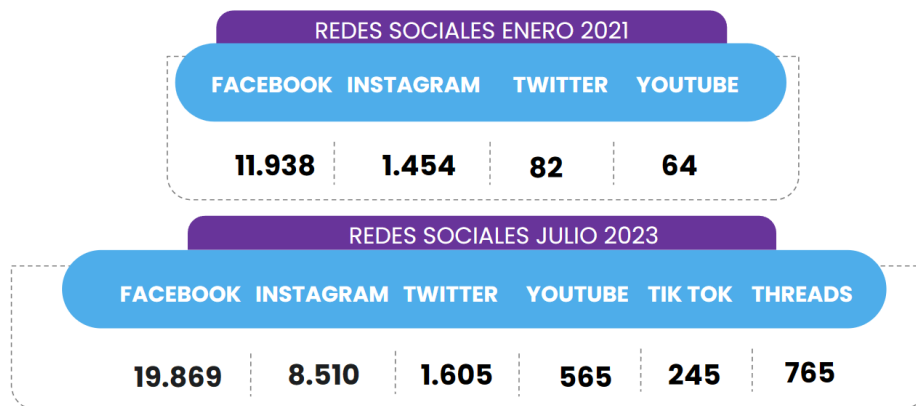 REDES SOCIALES ENERO 2021
FACEBOOK INSTAGRAM TWITTER YOUTUBE
11.938 1.454 82 64
REDES SOCIALES JULIO 2023
FACEBOOK INSTAGRAM TWITTER YOUTUBE TIK TOK THREADS
19.869 8.510 1.605 565 245 765